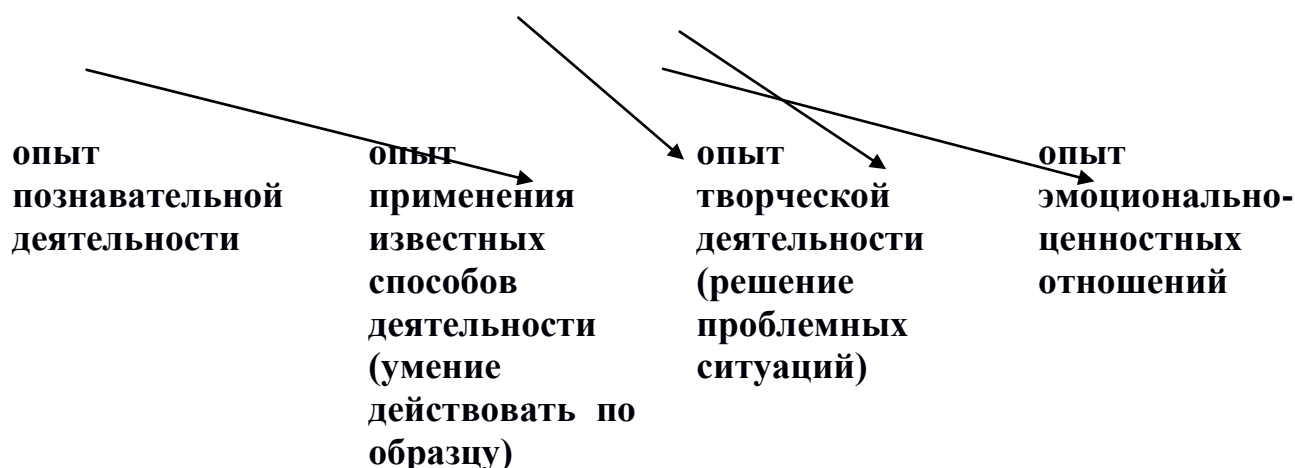 опыт
познавательной
деятельности
опыт
применения
известных
способов
деятельности
(умение
действовать по
образцу)
опыт
творческой
деятельности
(решение
проблемных
ситуаций)
опыт
эмоционально-
ценностных
отношений